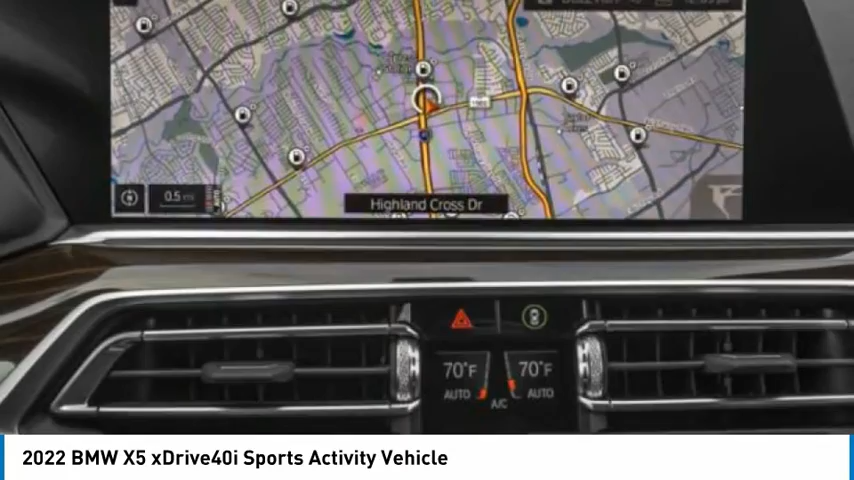 0.5 mi
Highland Cross Dr
70°F
70°F
AUTO
AUTO
A/C
2022 BMW X5 xDrive40i Sports Activity Vehicle